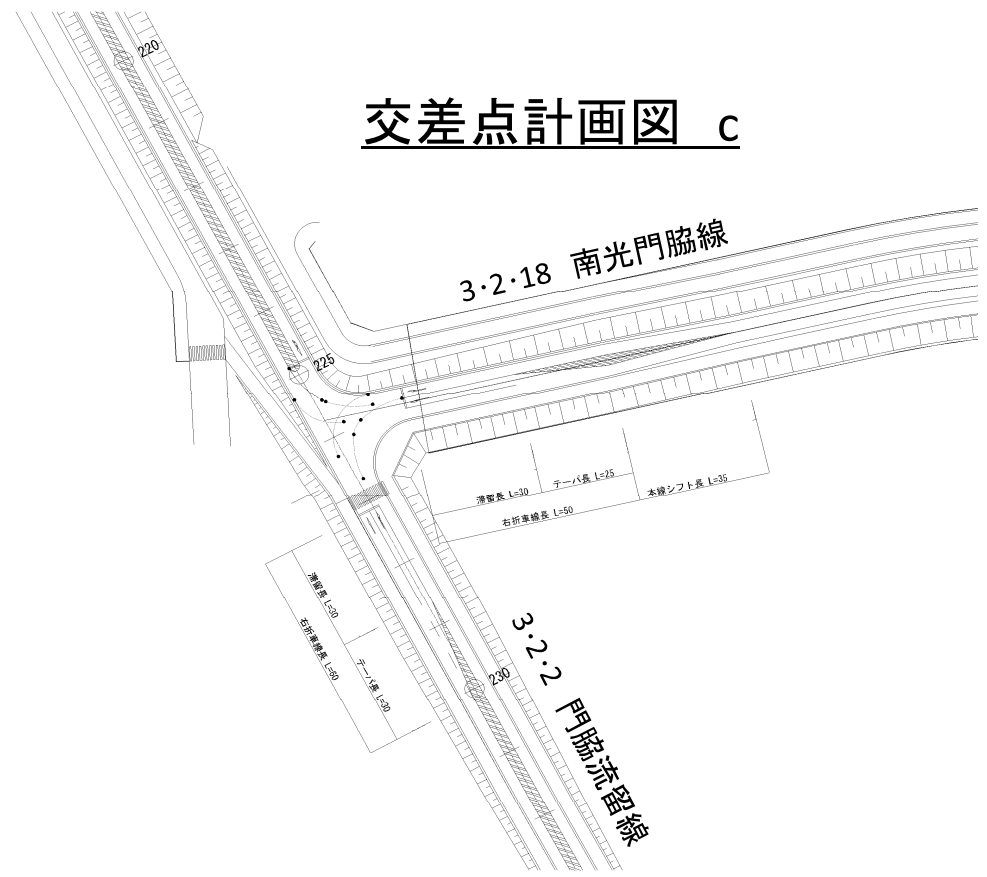 220
交差点計画図　c
3・2・18　南光門脇線
225
滞留長 L=30
テーパ長 L=25
本線シフト長 L=35
右折車線長 L=50
滞留長 L=30
右折車線長 L=60
テーパ長 L=30
3・2・2　門脇流留線
230